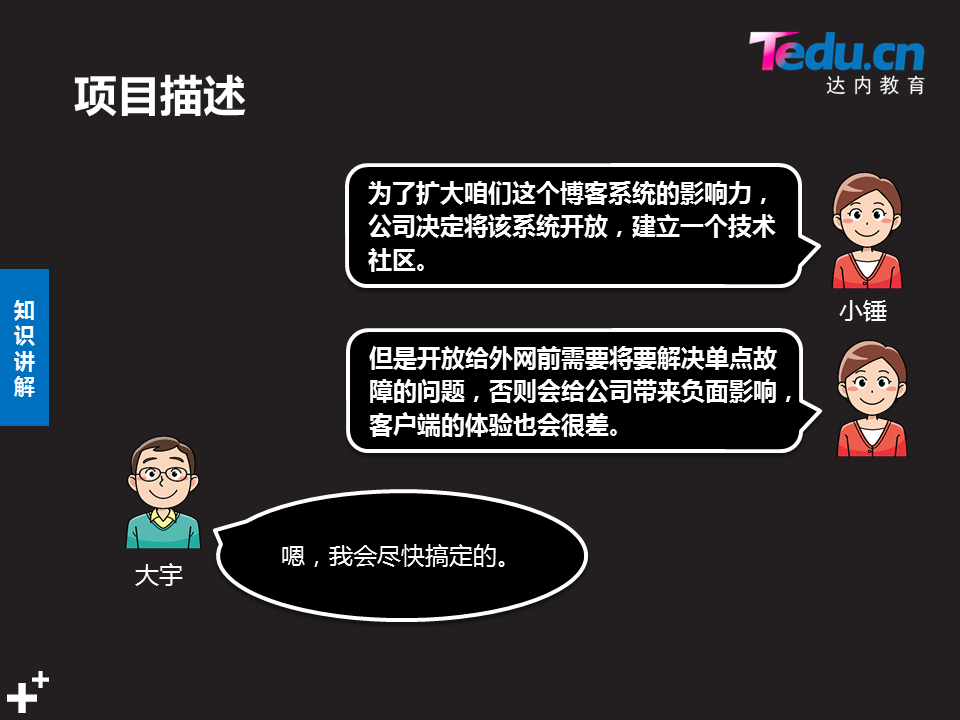 Tedu.cn
达内教育
项目描述
为了扩大咱们这个博客系统的影响力，
公司决定将该系统开放，建立一个技术
社区。
小锤
知
识
讲
解
但是开放给外网前需要将要解决单点故
障的问题，否则会给公司带来负面影响，
客户端的体验也会很差。
嗯，我会尽快搞定的。
大宇